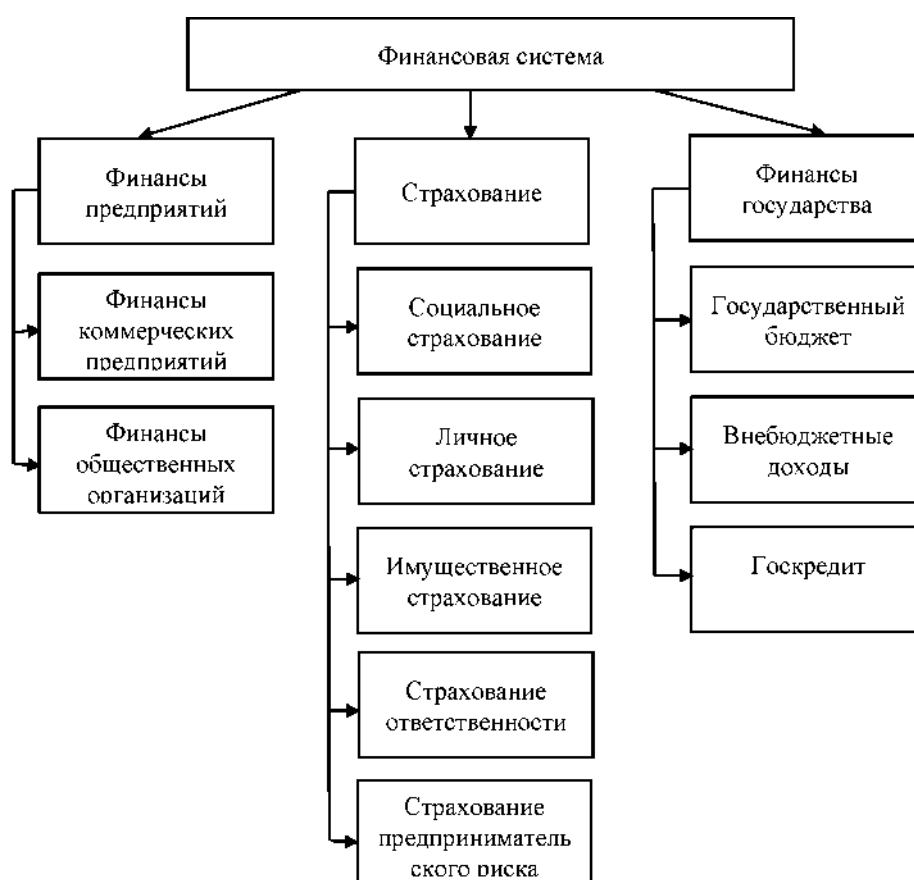 Финансовая система
Финансы
предприятий
Финансы
коммерческих
предприятий
Финансы
общественных
организаций
Страхование
Социальное
страхование
Личное
страхование
Имущественное
страхование
Страхование
ответственности
Страхование
предприниматель
ского риска
Финансы
государства
Государственный
бюджет
Внебюджетные
доходы
Госкредит